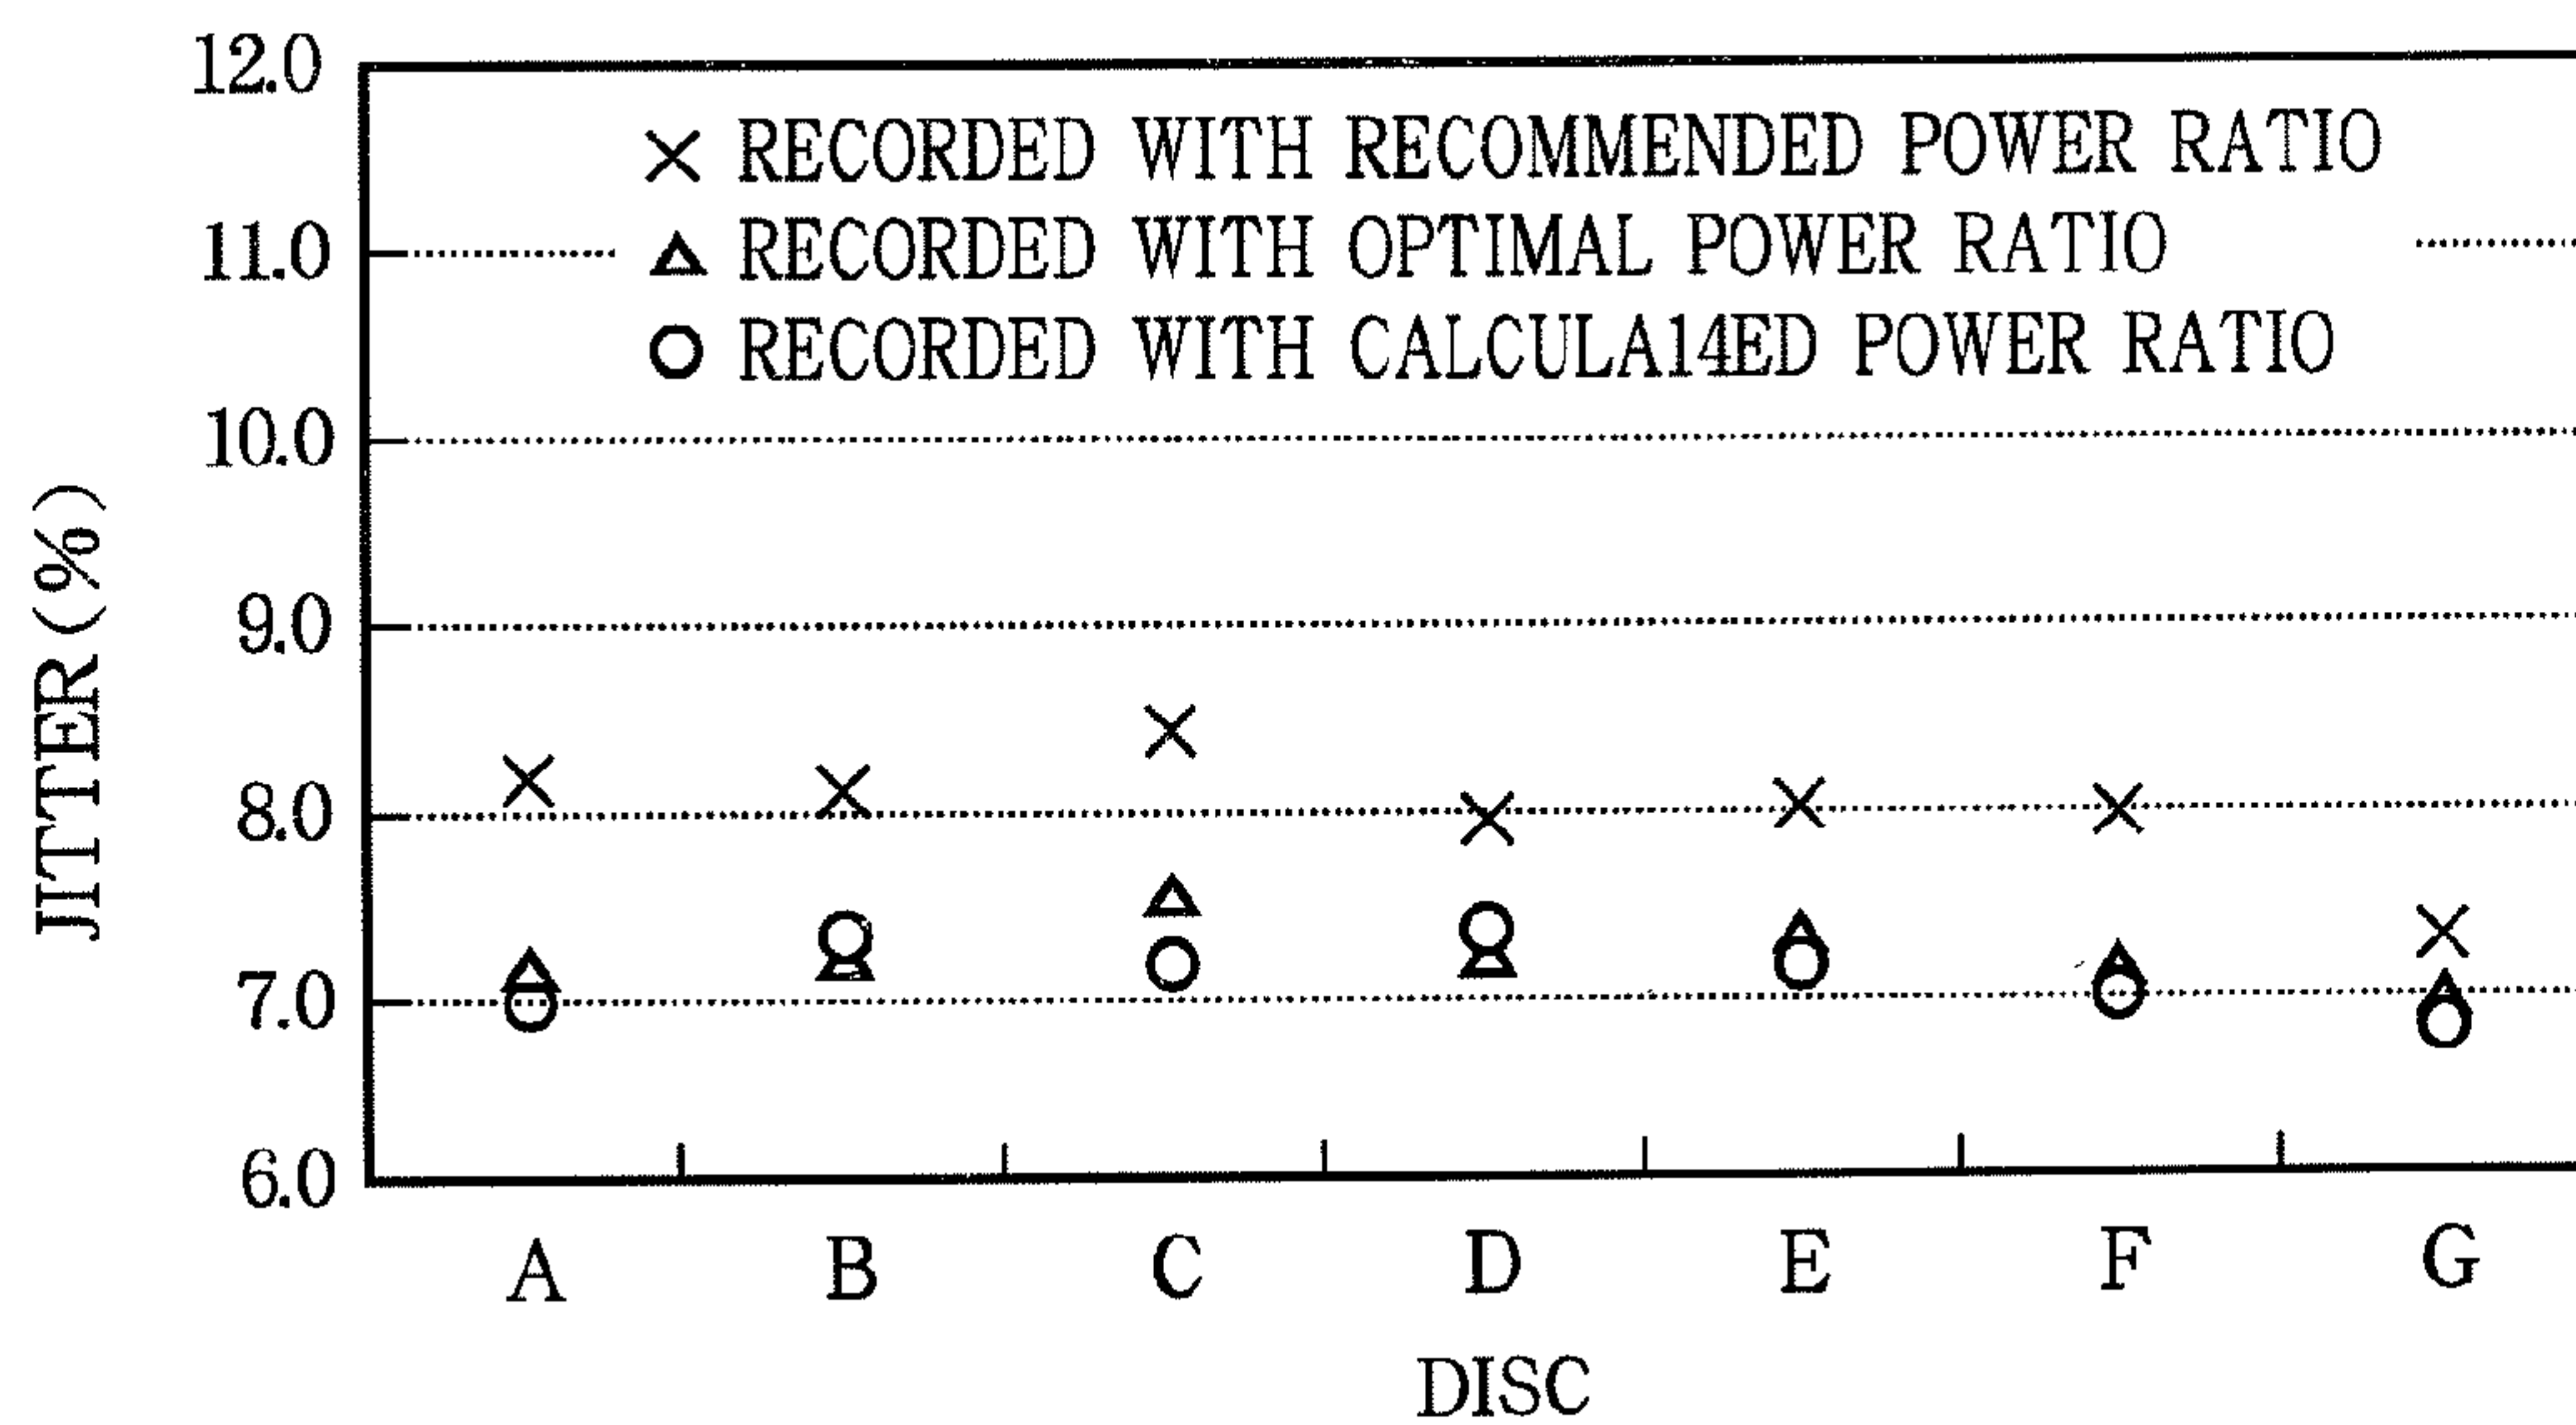 12.0
× RECORDED WITH RECOMMENDED POWER RATIO
11.0
△ RECORDED WITH OPTIMAL POWER RATIO
○ RECORDED WITH CALCULA14ED POWER RATIO
10.0
9.0
8.0
7.0
6.0
JITTER (%)
A B C D E F G
DISC